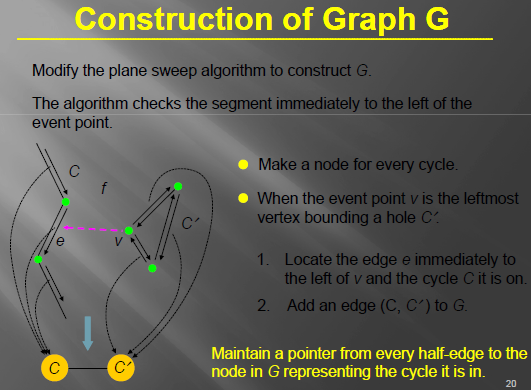 Construction of Graph G
Modify the plane sweep algorithm to construct G.
The algorithm checks the segment immediately to the left of the
event point.
C
f
C′
e
v
C
C′
Make a node for every cycle.
When the event point v is the leftmost
vertex bounding a hole C′.
1. Locate the edge e immediately to
the left of v and the cycle C it is on.
2. Add an edge (C, C′) to G.
Maintain a pointer from every half-edge to the
node in G representing the cycle it is in.
20